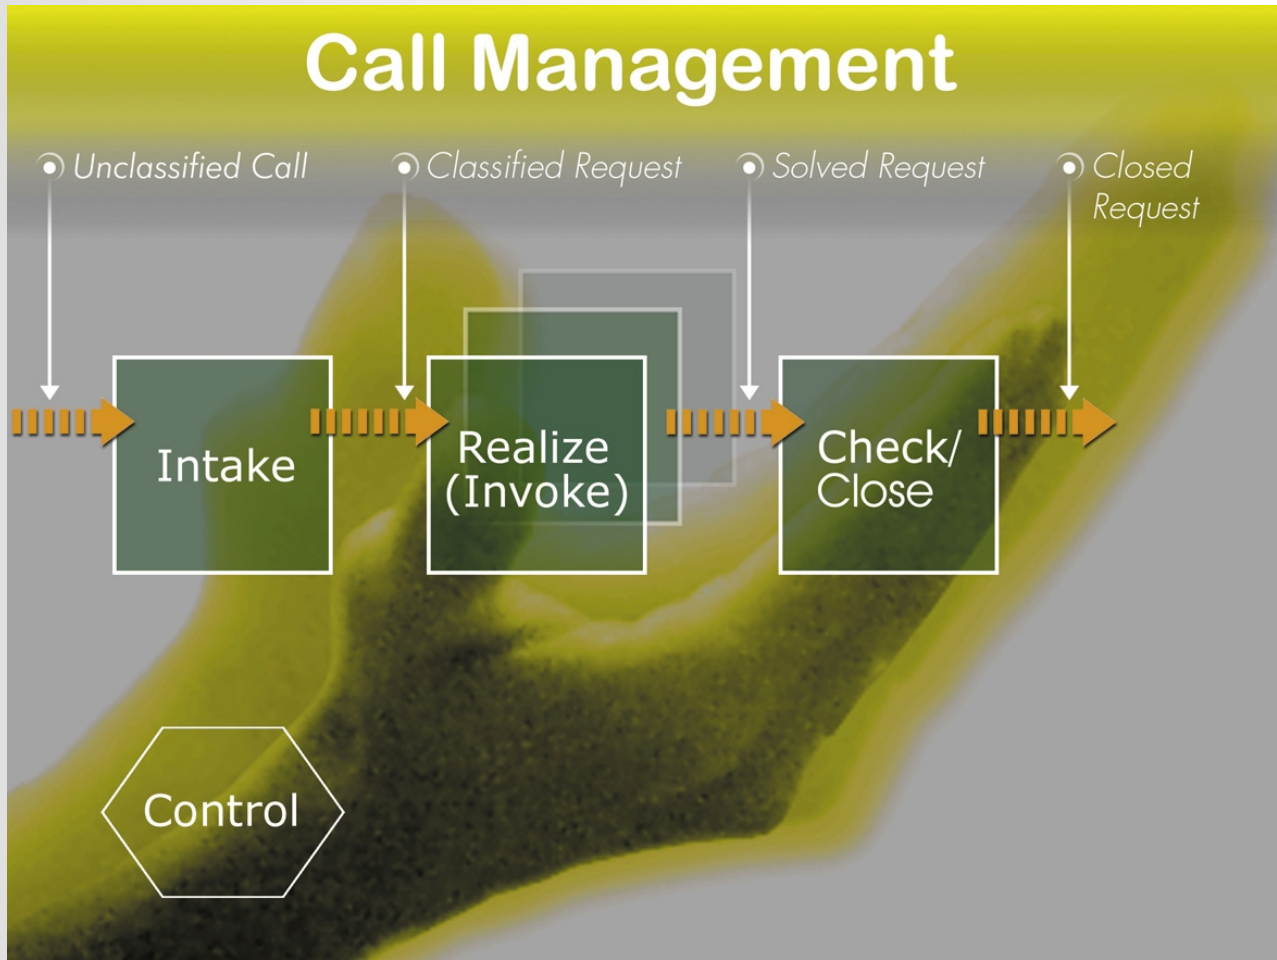 Call Management
Unclassified Call
Classified Request
Solved Request
Closed
Request
Intake
Realize
(Invoke)
Check/
Close
Control